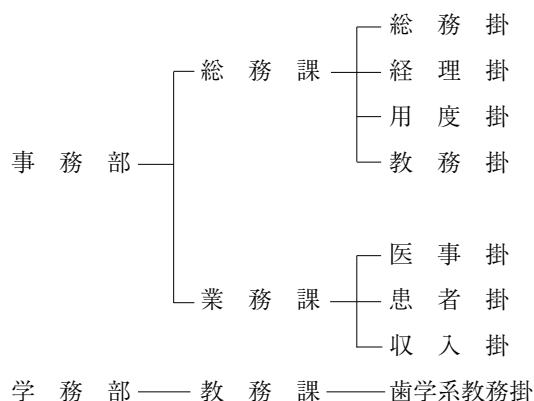 総務掛
総務課 経理掛
用度掛
事務部 教務掛
医事掛
業務課 患者掛
収入掛
学務部 教務課 歯学系教務掛